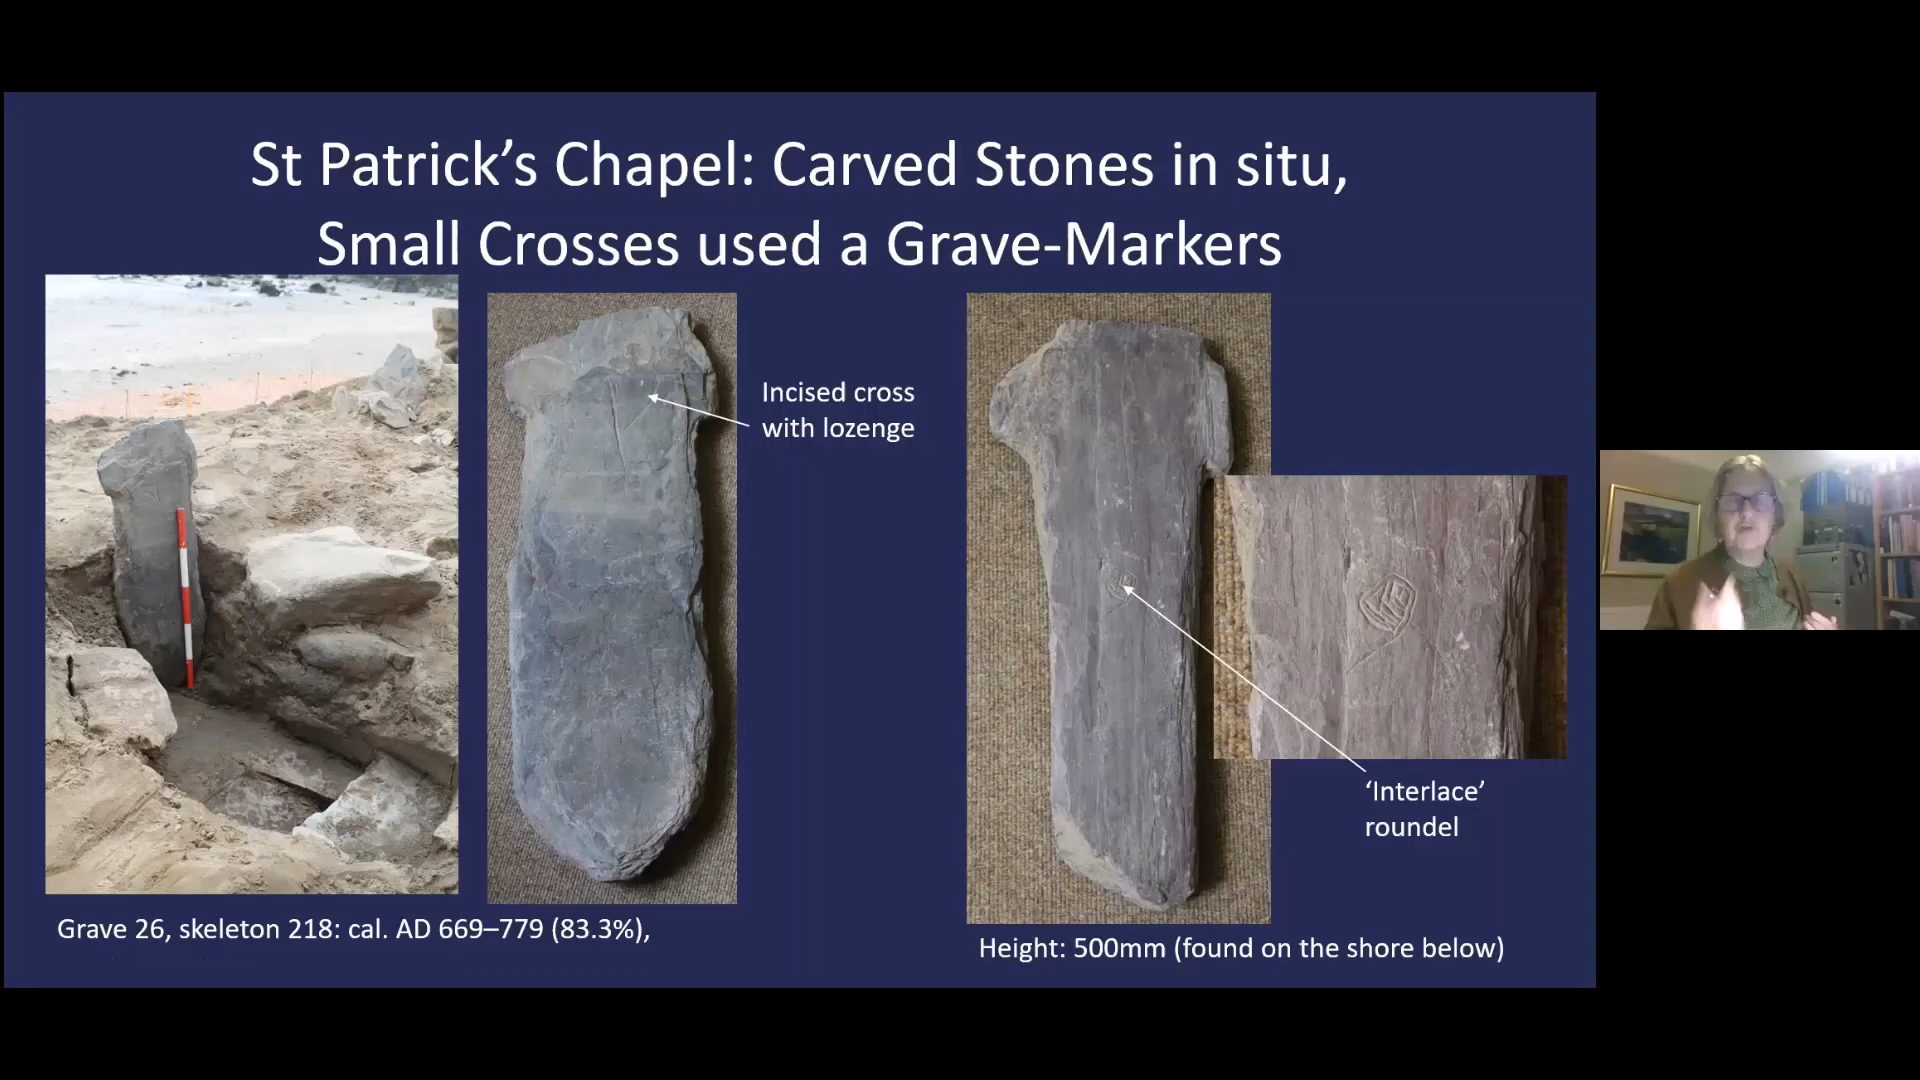 St Patrick’s Chapel: Carved Stones in situ,
Small Crosses used a Grave-Markers
Incised cross
with lozenge
‘Interlace’
roundel
Grave 26, skeleton 218: cal. AD 669–779 (83.3%),
Height: 500mm (found on the shore below)